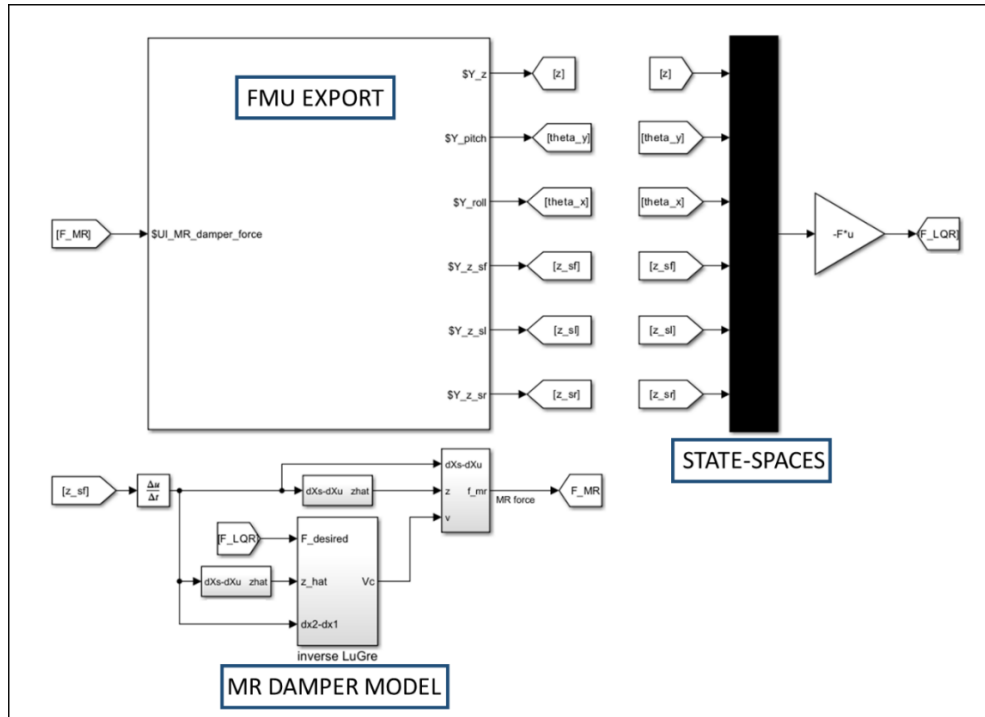 FMU EXPORT
$Y_z
[z]
[z]
$Y_pitch
[theta_y]
[theta_y]
$Y_roll
[theta_x]
[theta_x]
[F_MR]
$UI_MR_damper_force
-F*u
[F_LQR]
$Y_z_sf
[z_sf]
[z_sf]
$Y_z_sl
[z_sl]
[z_sl]
$Y_z_sr
[z_sr]
[z_sr]
STATE-SPACES
[z_sf]
Δu
Δt
dXs-dXu zhat
dXs-dXu
z f_mr
v
MR force
F_MR
[F_LQR]
F_desired
dXs-dXu zhat
z_hat Vc
dx2-dx1
inverse LuGre
MR DAMPER MODEL